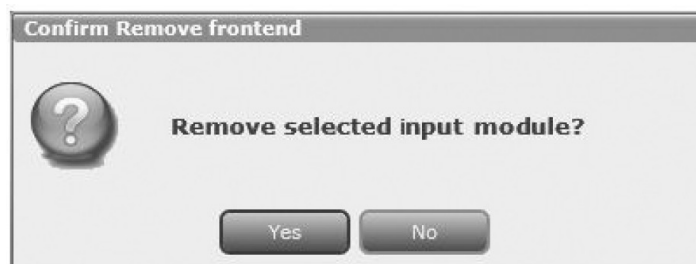 Confirm Remove frontend
Remove selected input module?
Yes No